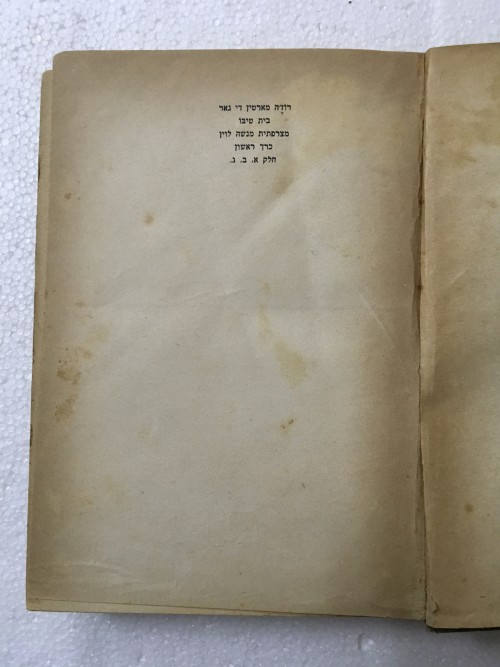 רוז׳ה מארטין די גאר
בית טיבו
מצרפתית מנשה לוין
כרך ראשון
חלק א. ב. ג.